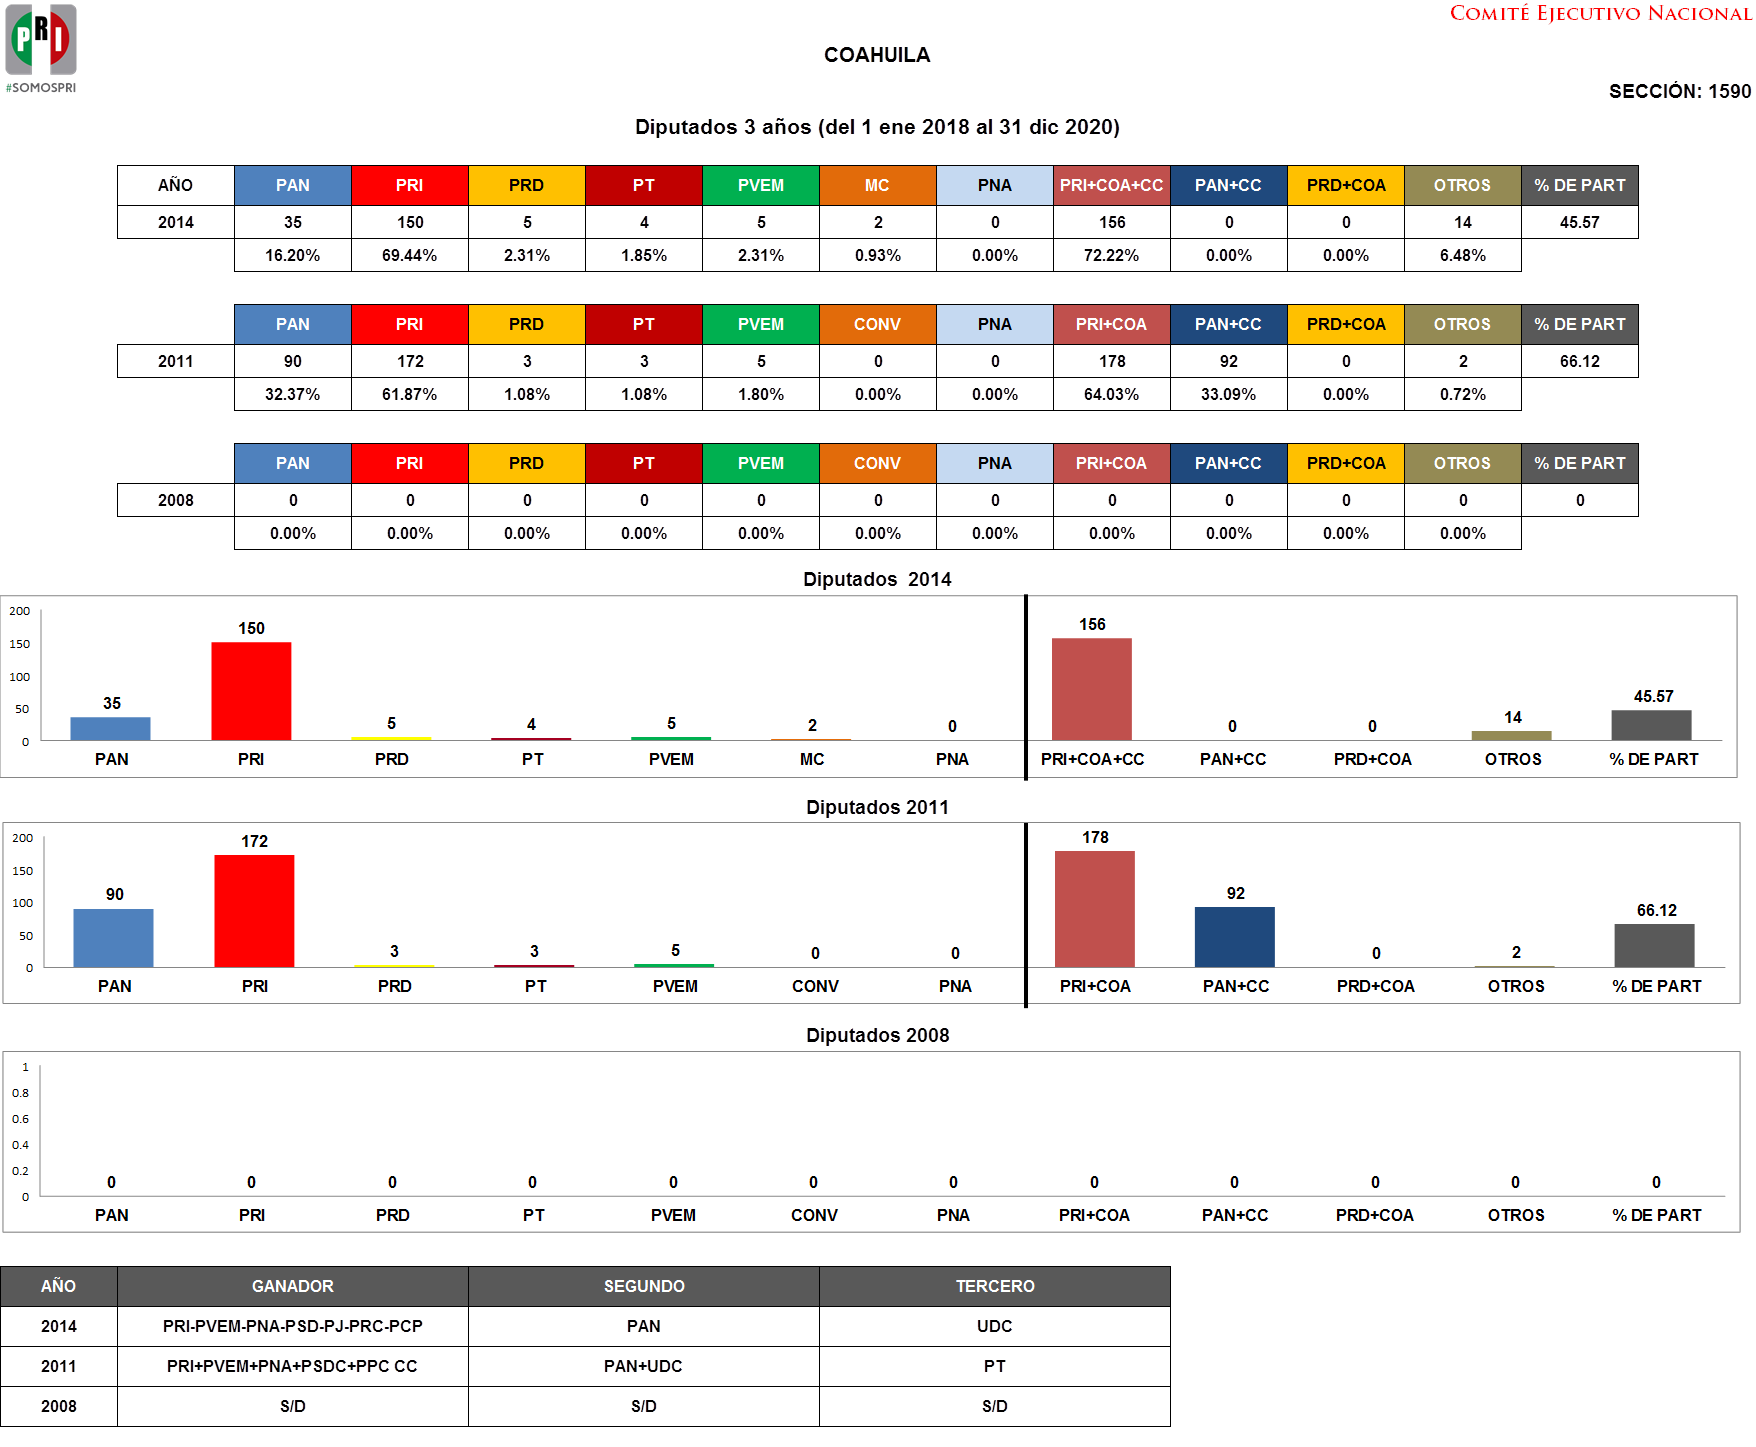 PRI
#SOMOSPRI
COMITÉ EJECUTIVO NACIONAL
COAHUILA
SECCIÓN: 1590
Diputados 3 años (del 1 ene 2018 al 31 dic 2020)
AÑO PAN PRI PRD PT PVEM MC PNA PRI+COA+CC PAN+CC PRD+COA OTROS % DE PART
2014 35 150 5 4 5 2 0 156 0 0 14 45.57
16.20% 69.44% 2.31% 1.85% 2.31% 0.93% 0.00% 72.22% 0.00% 0.00% 6.48%
PAN PRI PRD PT PVEM CONV PNA PRI+COA PAN+CC PRD+COA OTROS % DE PART
2011 90 172 3 3 5 0 0 178 92 0 2 66.12
32.37% 61.87% 1.08% 1.08% 1.80% 0.00% 0.00% 64.03% 33.09% 0.00% 0.72%
PAN PRI PRD PT PVEM CONV PNA PRI+COA PAN+CC PRD+COA OTROS % DE PART
2008 0 0 0 0 0 0 0 0 0 0 0 0
0.00% 0.00% 0.00% 0.00% 0.00% 0.00% 0.00% 0.00% 0.00% 0.00% 0.00%
Diputados 2014
200
150
100
50
0
35 150 5 4 5 2 0 156 0 0 14 45.57
PAN PRI PRD PT PVEM MC PNA PRI+COA+CC PAN+CC PRD+COA OTROS % DE PART
Diputados 2011
200
150
100
50
0
90 172 3 3 5 0 0 178 92 0 2 66.12
PAN PRI PRD PT PVEM CONV PNA PRI+COA PAN+CC PRD+COA OTROS % DE PART
Diputados 2008
1
0.8
0.6
0.4
0.2
0
0 0 0 0 0 0 0 0 0 0 0 0
PAN PRI PRD PT PVEM CONV PNA PRI+COA PAN+CC PRD+COA OTROS % DE PART
AÑO GANADOR SEGUNDO TERCERO
2014 PRI-PVEM-PNA-PSD-PJ-PRC-PCP PAN UDC
2011 PRI+PVEM+PNA+PSDC+PPC CC PAN+UDC PT
2008 S/D S/D S/D